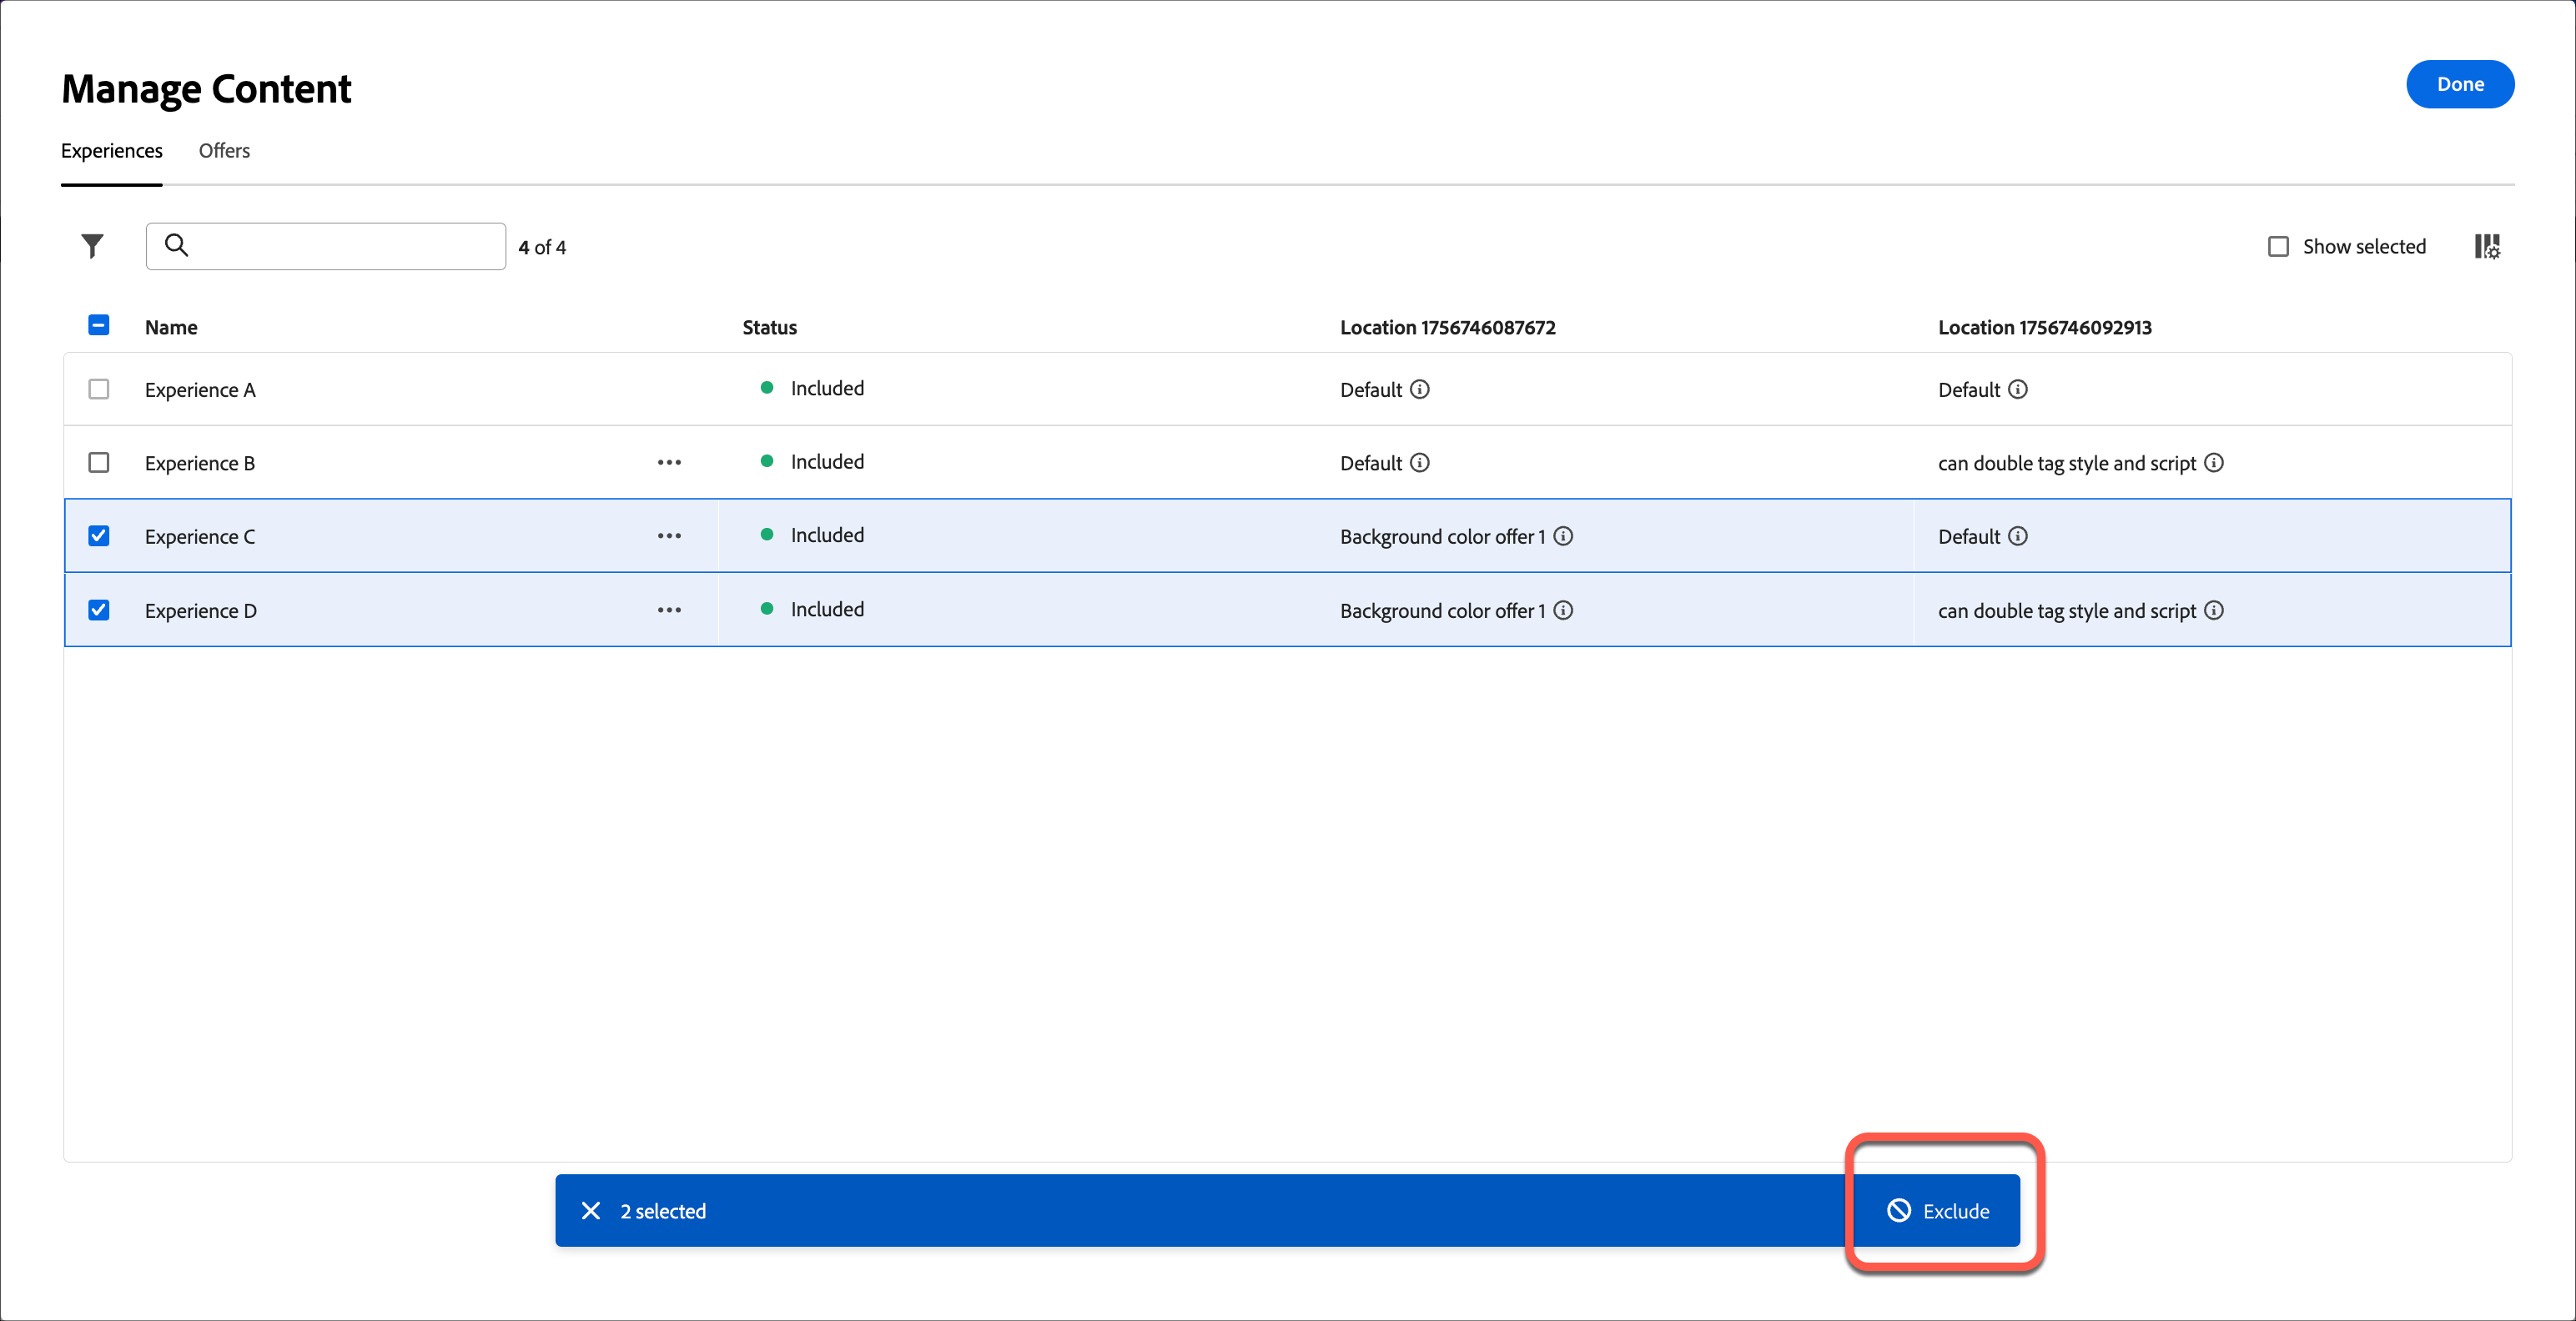 Manage Content
Done
Experiences Offers
4 of 4 Show selected
Name Status Location 1756746087672 Location 1756746092913
Experience A Included Default Default
Experience B Included Default can double tag style and script
Experience C Included Background color offer 1 Default
Experience D Included Background color offer 1 can double tag style and script
2 selected Exclude